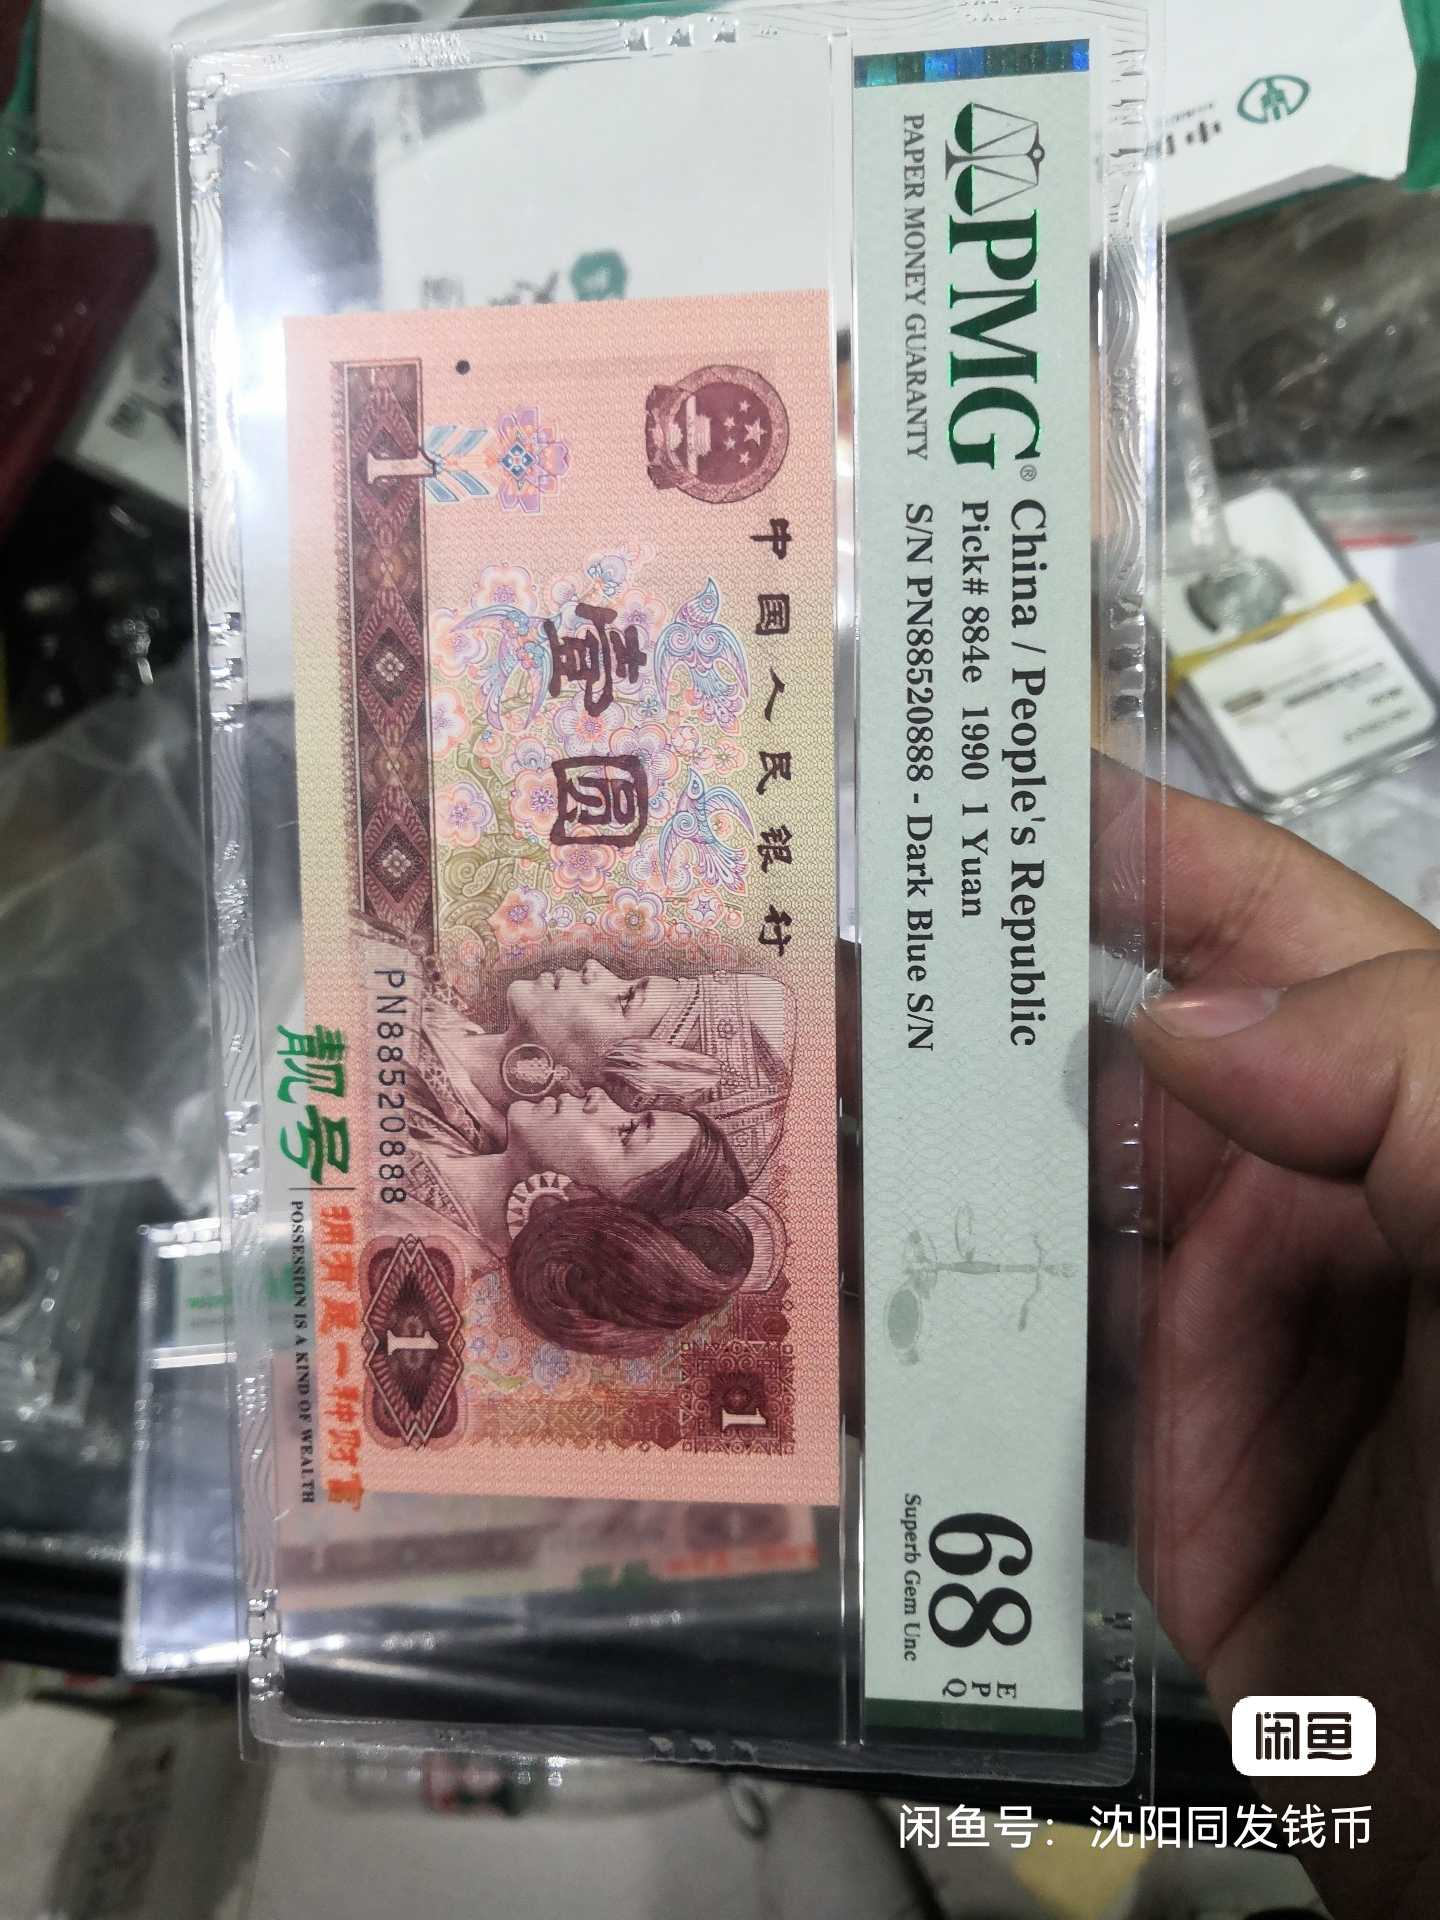 PMG®
PAPER MONEY GUARANTY
China / People's Republic
Pick# 884e 1990 1 Yuan
S/N PN88520888 - Dark Blue S/N
68
EPQ
Superb Gem Unc
中国人民银行
壹圆
1
PN88520888
1
1
靓号
拥有是一种财富
POSSESSION IS A KIND OF WEALTH
闲鱼
闲鱼号：沈阳同发钱币